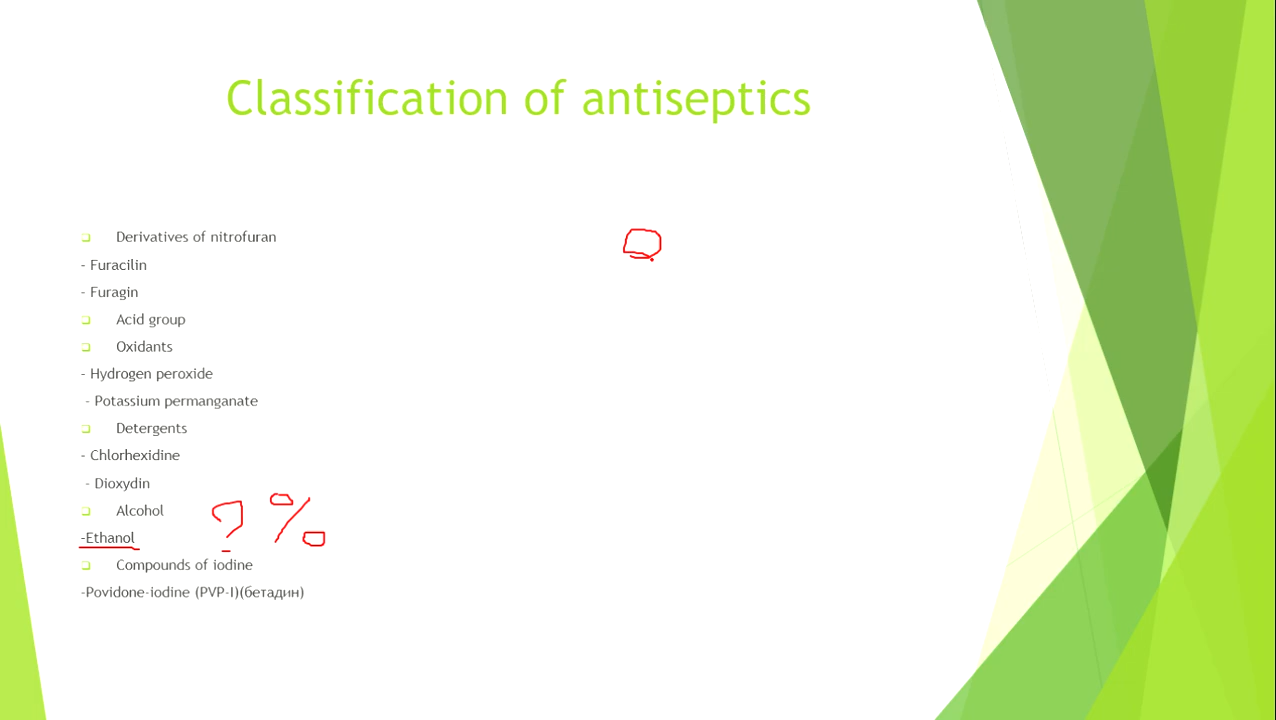 Classification of antiseptics
Derivatives of nitrofuran
- Furacilin
- Furagin
Acid group
Oxidants
- Hydrogen peroxide
- Potassium permanganate
Detergents
- Chlorhexidine
- Dioxydin
Alcohol
? %
-Ethanol
Compounds of iodine
-Povidone-iodine (PVP-I)(бетадин)